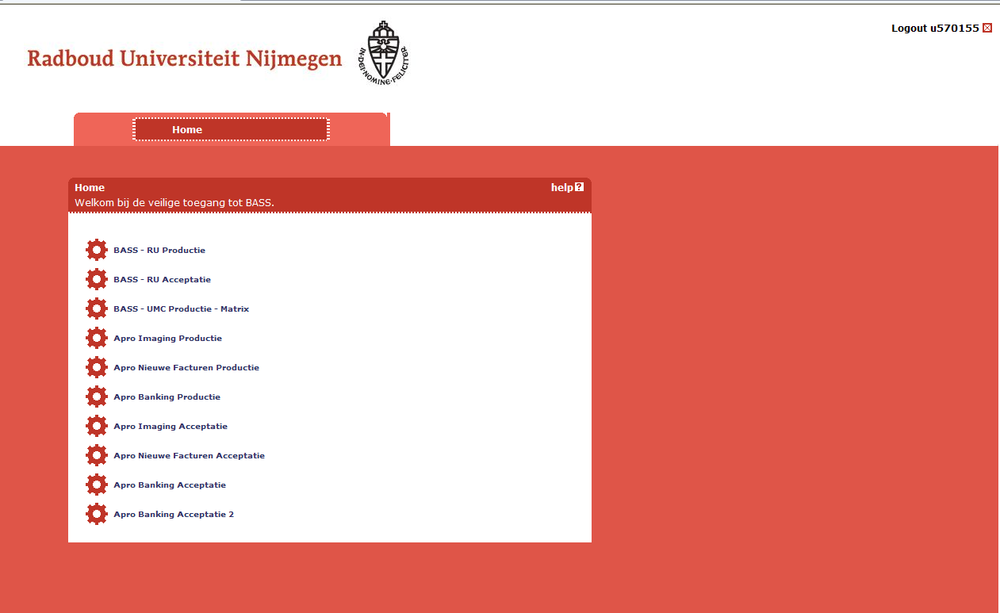 Logout u570155
Radboud Universiteit Nijmegen
IN·DEI·NOMINE·FELICITER
Home
Home
help?
Welkom bij de veilige toegang tot BASS.
BASS - RU Productie
BASS - RU Acceptatie
BASS - UMC Productie - Matrix
Apro Imaging Productie
Apro Nieuwe Facturen Productie
Apro Banking Productie
Apro Imaging Acceptatie
Apro Nieuwe Facturen Acceptatie
Apro Banking Acceptatie
Apro Banking Acceptatie 2